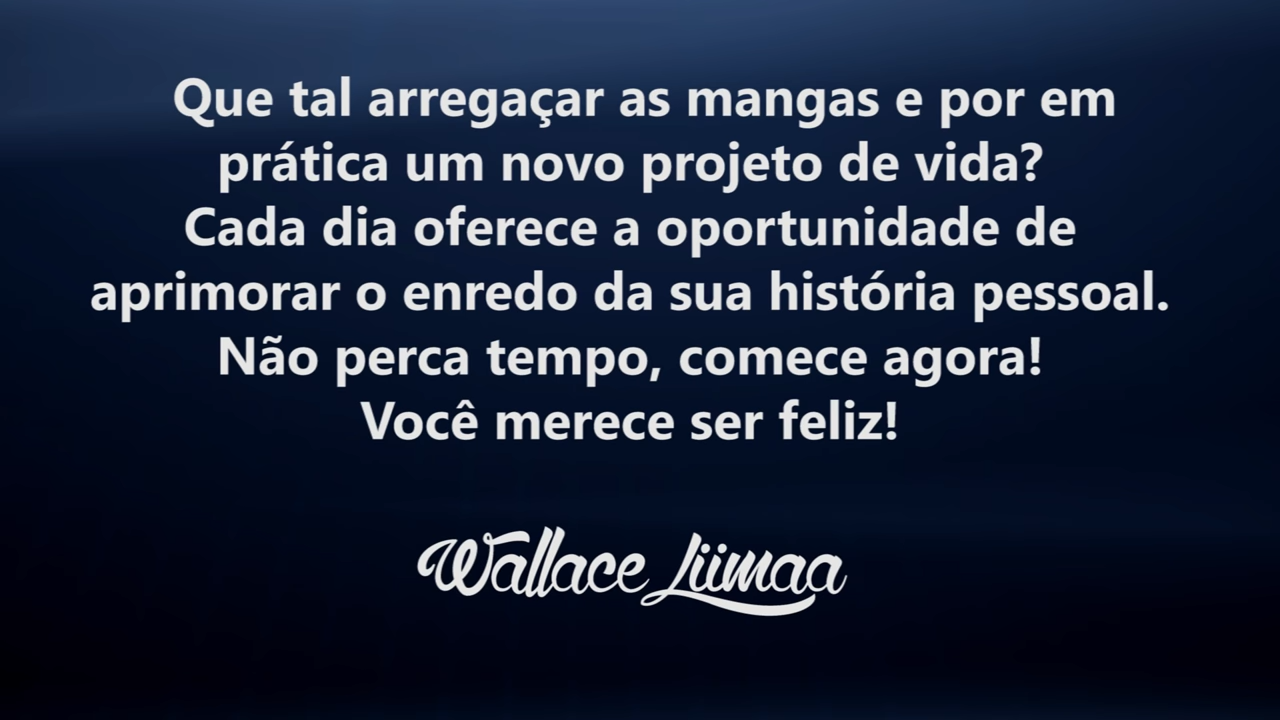 Que tal arregaçar as mangas e por em
prática um novo projeto de vida?
Cada dia oferece a oportunidade de
aprimorar o enredo da sua história pessoal.
Não perca tempo, comece agora!
Você merece ser feliz!
Wallace Liimaa